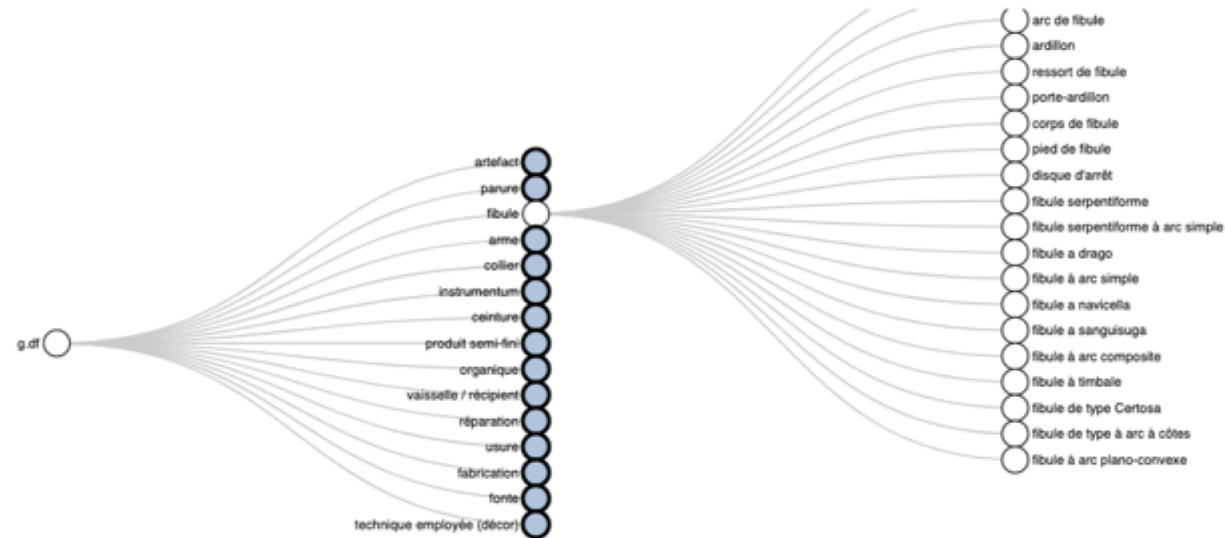 g.df
artefact
parure
fibule
arme
collier
instrumentum
ceinture
produit semi-fini
organique
vaisselle / récipient
réparation
usure
fabrication
fonte
technique employée (décor)
arc de fibule
ardillon
ressort de fibule
porte-ardillon
corps de fibule
pied de fibule
disque d'arrêt
fibule serpentiforme
fibule serpentiforme à arc simple
fibule a drago
fibule à arc simple
fibule a navicella
fibule a sanguisuga
fibule à arc composite
fibule à timbale
fibule de type Certosa
fibule de type à arc à côtes
fibule à arc plano-convexe